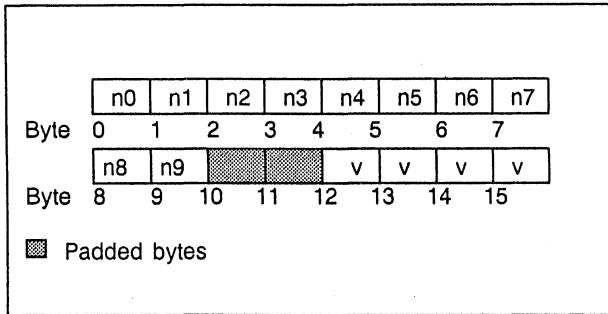 n0 n1 n2 n3 n4 n5 n6 n7
Byte 0 1 2 3 4 5 6 7
n8 n9 v v v v
Byte 8 9 10 11 12 13 14 15
Padded bytes